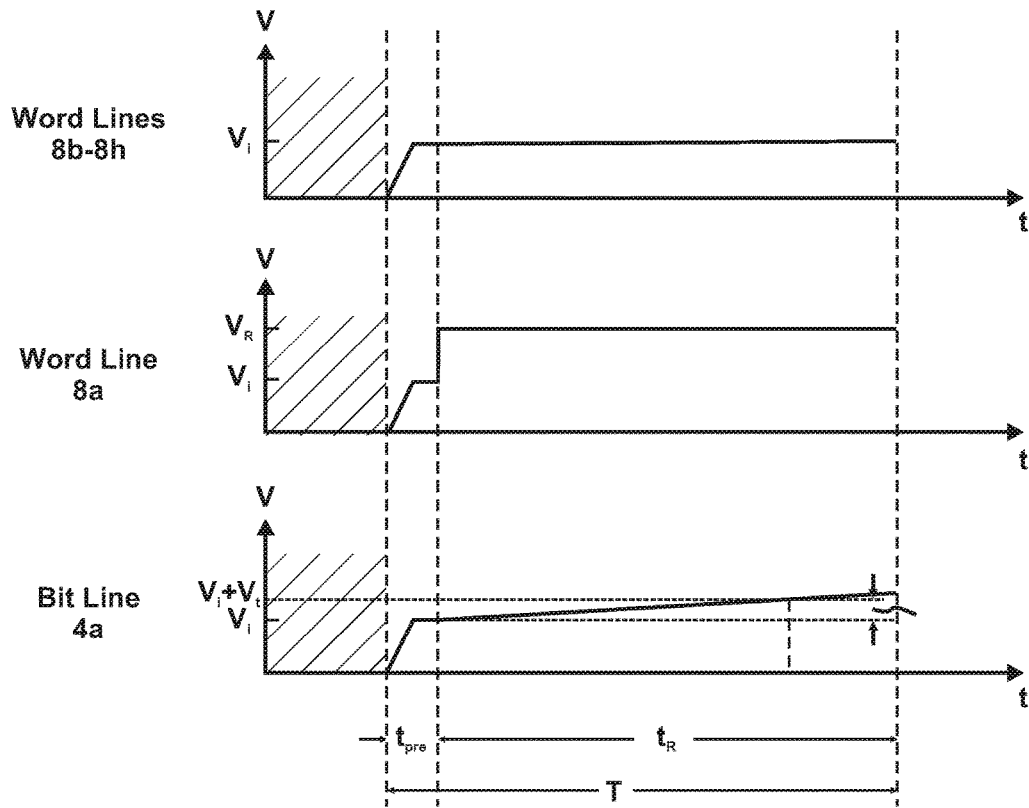 V
Word Lines
8b-8h
Vi
t
V
VR
Word Line
8a
Vi
t
V
Bit Line
4a
Vi+Vt
Vi
t
tpre
tR
T